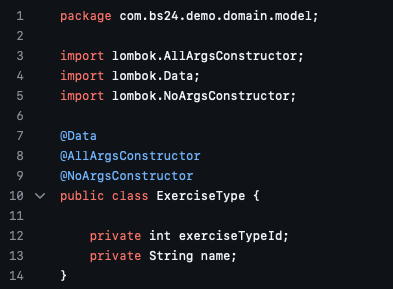 1 package com.bs24.demo.domain.model;
2
3 import lombok.AllArgsConstructor;
4 import lombok.Data;
5 import lombok.NoArgsConstructor;
6
7 @Data
8 @AllArgsConstructor
9 @NoArgsConstructor
10 public class ExerciseType {
11
12     private int exerciseTypeId;
13     private String name;
14 }